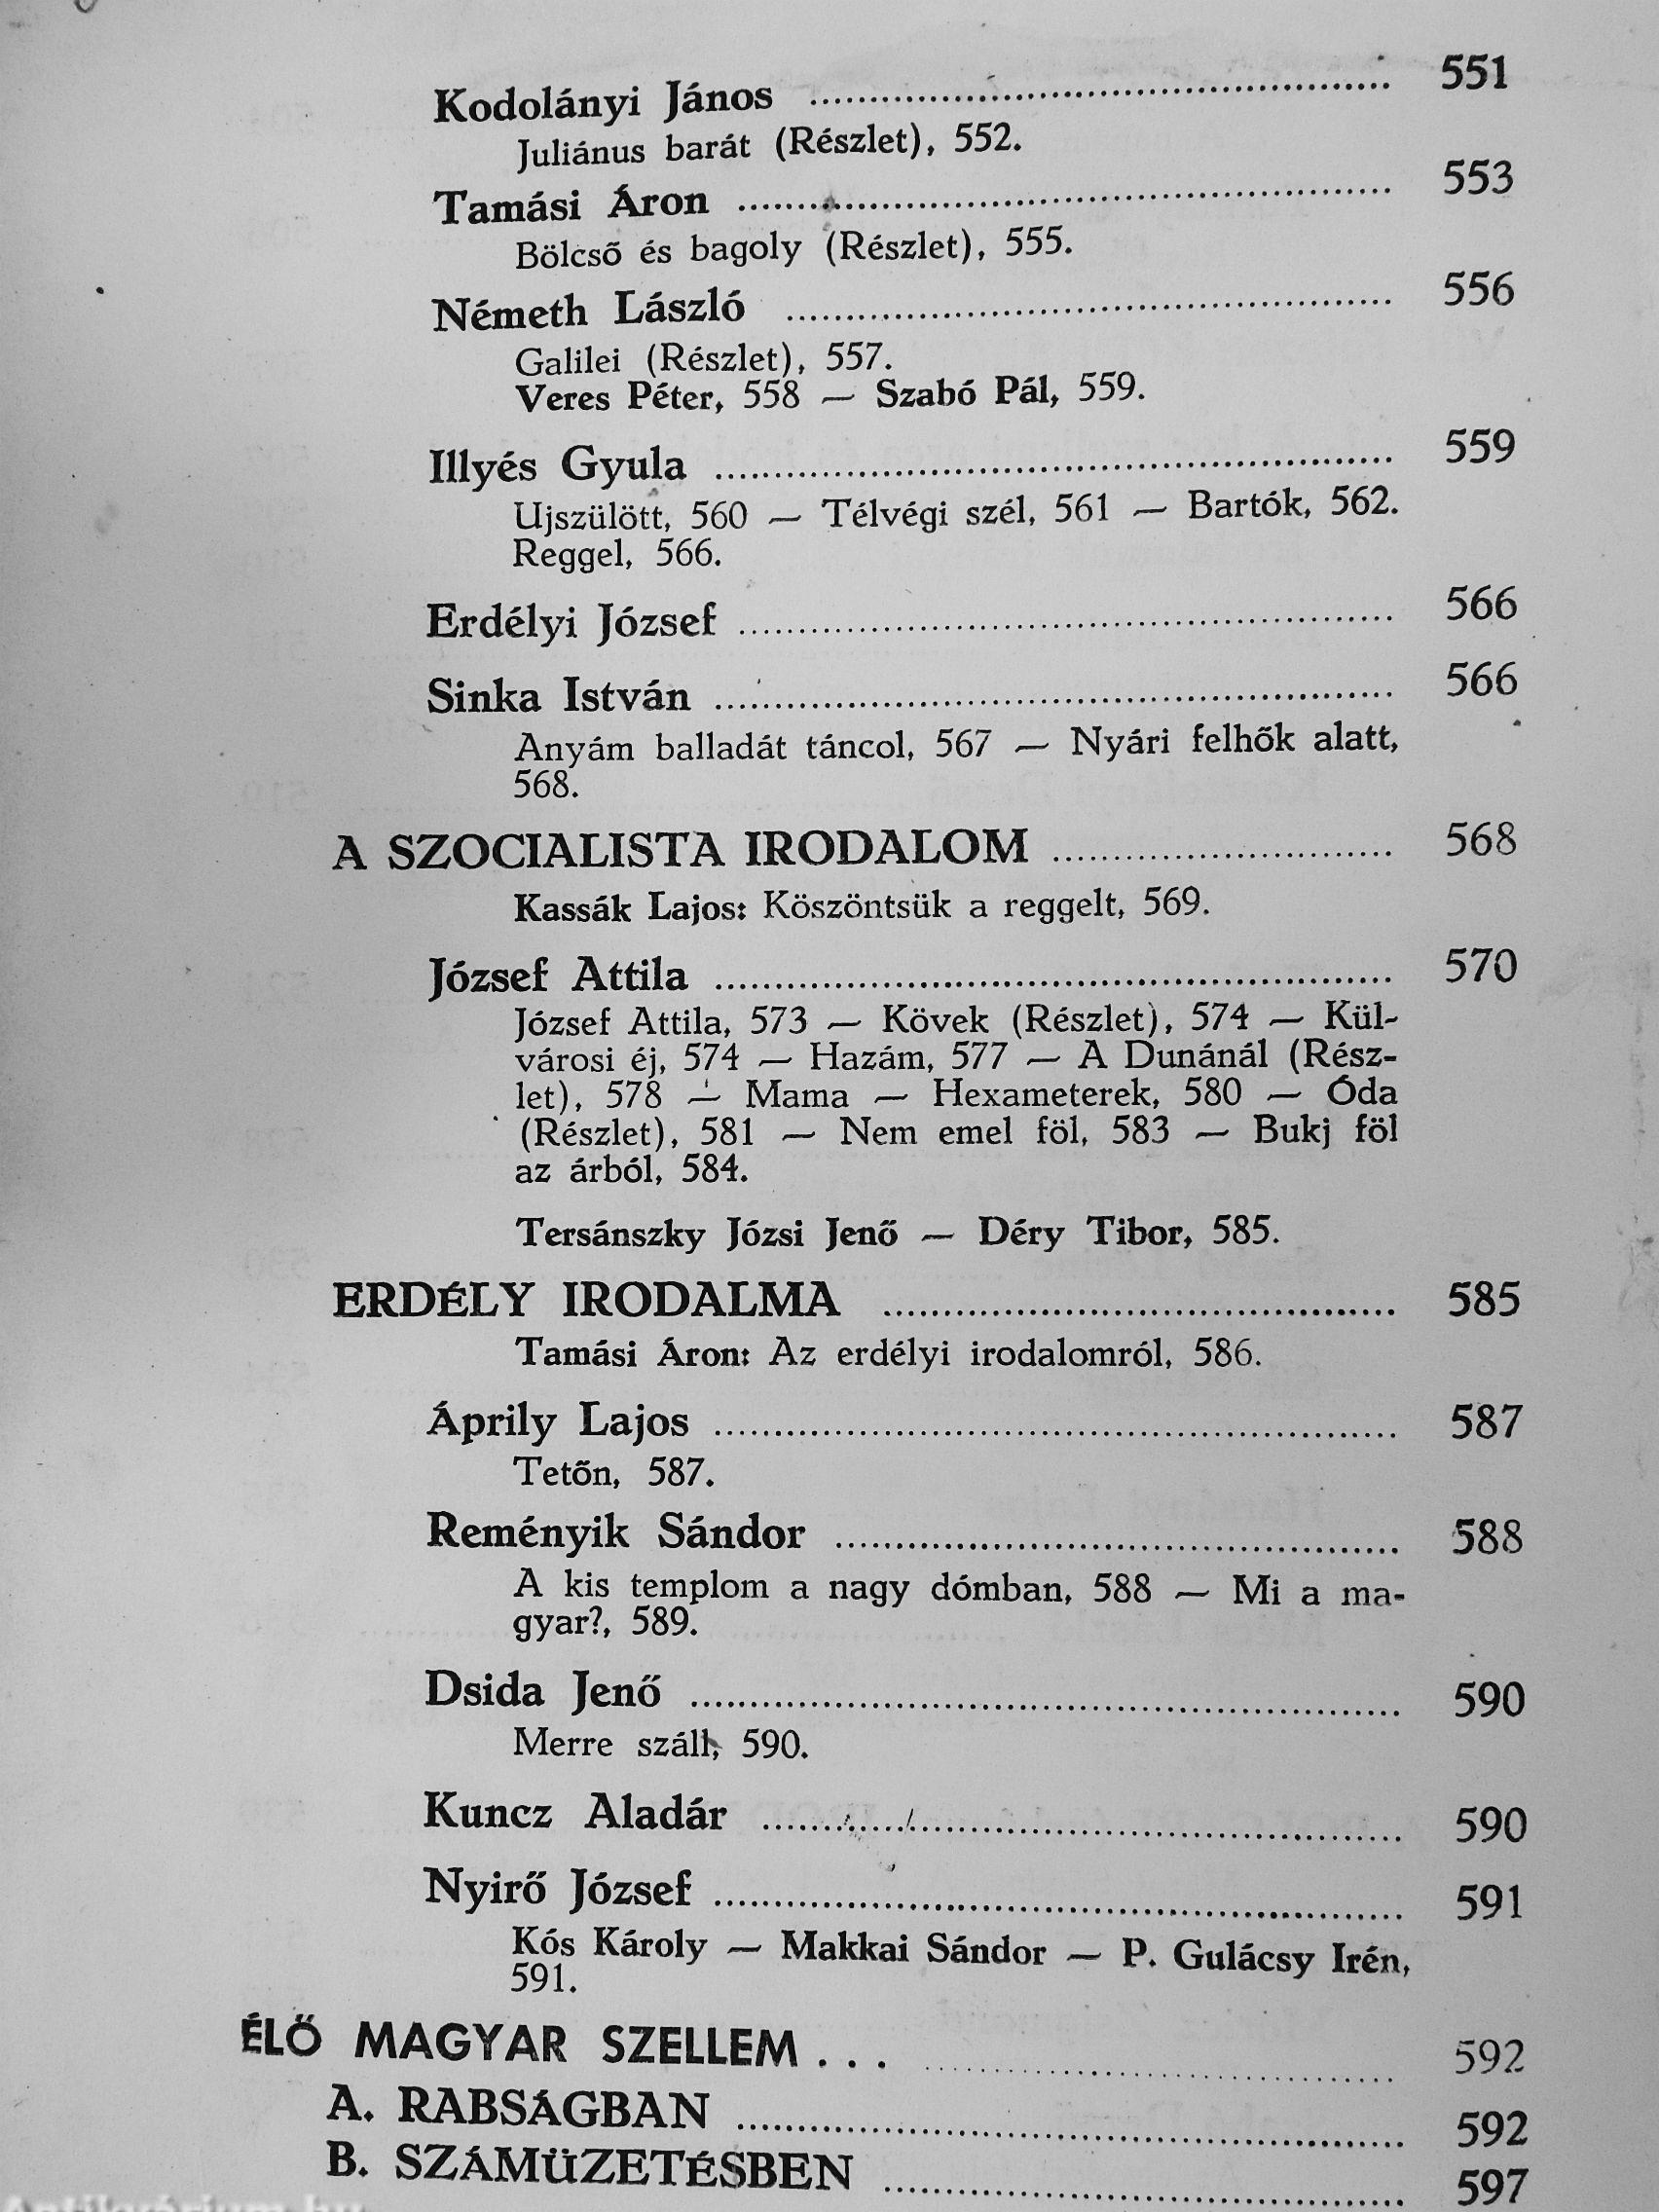 Kodolányi János ........ 551
Juliánus barát (Részlet), 552.
Tamási Áron ........ 553
Bölcső és bagoly (Részlet), 555.
Németh László ........ 556
Galilei (Részlet), 557.
Veres Péter, 558 — Szabó Pál, 559.
Illyés Gyula ........ 559
Ujszülött, 560 — Télvégi szél, 561 — Bartók, 562.
Reggel, 566.
Erdélyi József ........ 566
Sinka István ........ 566
Anyám balladát táncol, 567 — Nyári felhők alatt,
568.
A SZOCIALISTA IRODALOM ........ 568
Kassák Lajos: Köszöntsük a reggelt, 569.
József Attila ........ 570
József Attila, 573 — Kövek (Részlet), 574 — Kül-
városi éj, 574 — Hazám, 577 — A Dunánál (Rész-
let), 578 — Mama — Hexameterek, 580 — Óda
(Részlet), 581 — Nem emel föl, 583 — Bukj föl
az árból, 584.
Tersánszky Józsi Jenő — Déry Tibor, 585.
ERDÉLY IRODALMA ........ 585
Tamási Áron: Az erdélyi irodalomról, 586.
Áprily Lajos ........ 587
Tetőn, 587.
Reményik Sándor ........ 588
A kis templom a nagy dómban, 588 — Mi a ma-
gyar?, 589.
Dsida Jenő ........ 590
Merre száll, 590.
Kuncz Aladár ........ 590
Nyirő József ........ 591
Kós Károly — Makkai Sándor — P. Gulácsy Irén,
591.
ÉLŐ MAGYAR SZELLEM . . . ........ 592
A. RABSÁGBAN ........ 592
B. SZÁMÜZETÉSBEN ........ 597